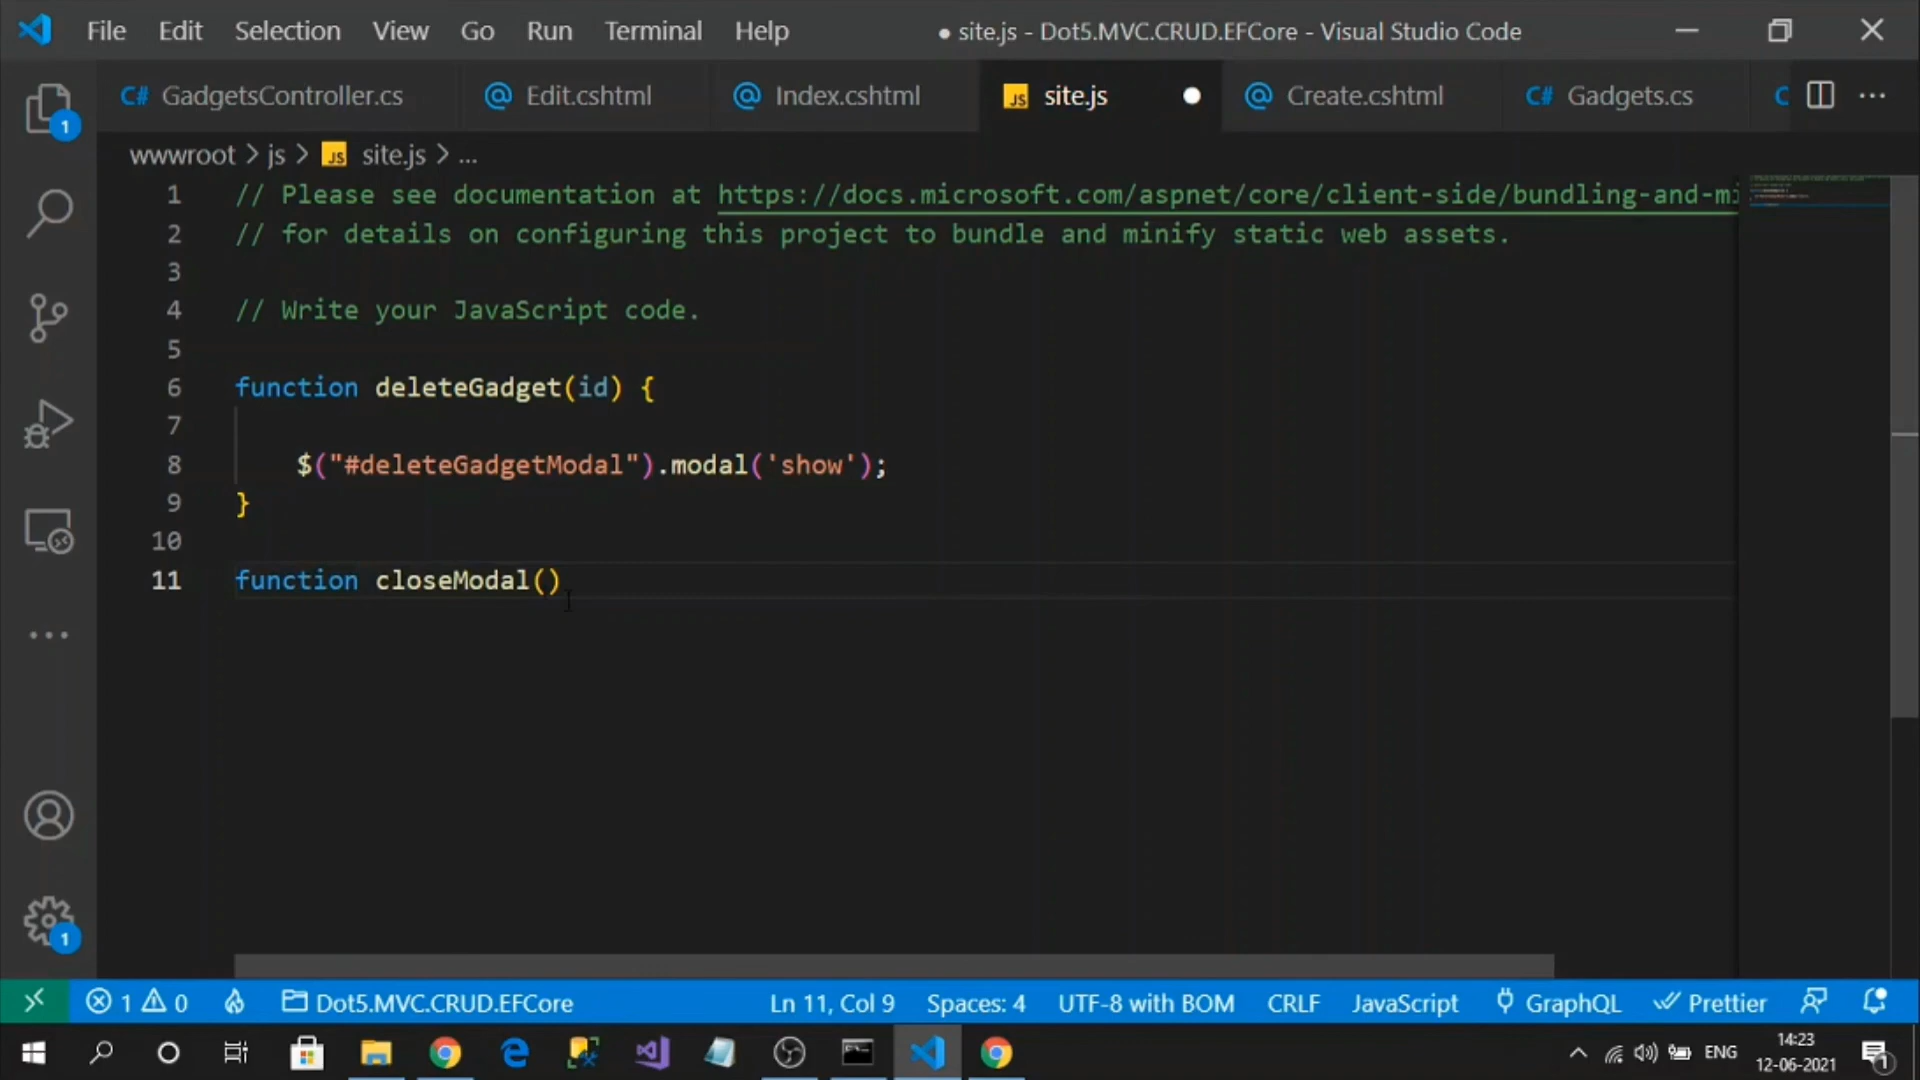 File Edit Selection View Go Run Terminal Help ● site.js - Dot5.MVC.CRUD.EFCore - Visual Studio Code
C# GadgetsController.cs @ Edit.cshtml @ Index.cshtml JS site.js ● @ Create.cshtml C# Gadgets.cs C ...
wwwroot > js > JS site.js > ...
1 // Please see documentation at https://docs.microsoft.com/aspnet/core/client-side/bundling-and-mi
2 // for details on configuring this project to bundle and minify static web assets.
3
4 // Write your JavaScript code.
5
6 function deleteGadget(id) {
7
8 $("#deleteGadgetModal").modal('show');
9 }
10
11 function closeModal()
1
1
1 0 Dot5.MVC.CRUD.EFCore Ln 11, Col 9 Spaces: 4 UTF-8 with BOM CRLF JavaScript GraphQL Prettier
ENG 14:23 1
12-06-2021